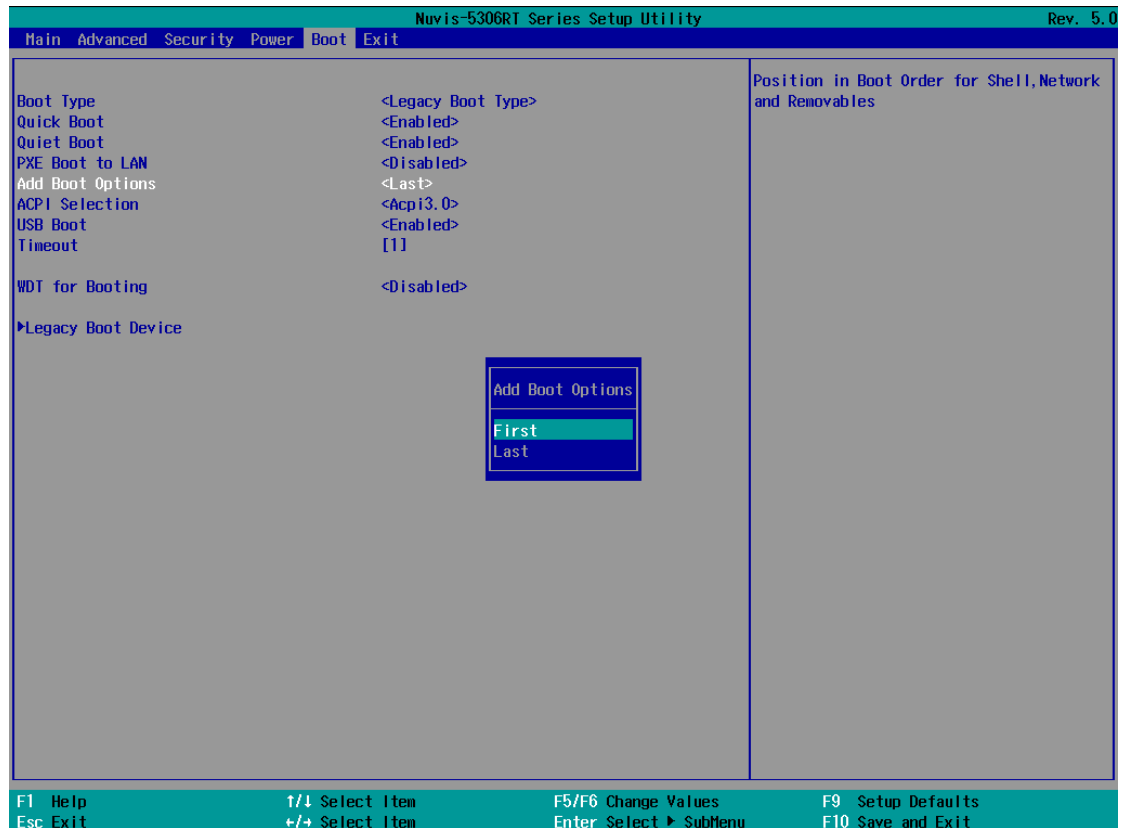 Nuvis-5306RT Series Setup Utility Rev. 5.0
Main Advanced Security Power Boot Exit
Position in Boot Order for Shell,Network
and Removables
Boot Type <Legacy Boot Type>
Quick Boot <Enabled>
Quiet Boot <Enabled>
PXE Boot to LAN <Disabled>
Add Boot Options <Last>
ACPI Selection <Acpi3.0>
USB Boot <Enabled>
Timeout [1]
WDT for Booting <Disabled>
▶Legacy Boot Device
Add Boot Options
First
Last
F1 Help ↑/↓ Select Item F5/F6 Change Values F9 Setup Defaults
Esc Exit ←/→ Select Item Enter Select ▶ SubMenu F10 Save and Exit